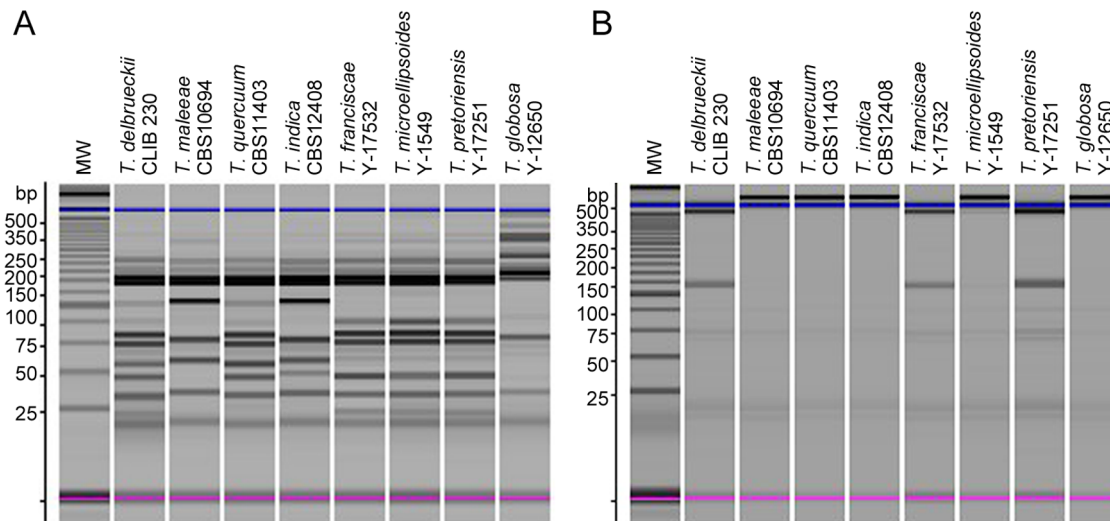 A
MW
T. delbrueckii
CLIB 230
T. maleeae
CBS10694
T. quercuum
CBS11403
T. indica
CBS12408
T. franciscae
Y-17532
T. microellipsoides
Y-1549
T. pretoriensis
Y-17251
T. globosa
Y-12650
bp
500
350
250
200
150
100
75
50
25
B
MW
T. delbrueckii
CLIB 230
T. maleeae
CBS10694
T. quercuum
CBS11403
T. indica
CBS12408
T. franciscae
Y-17532
T. microellipsoides
Y-1549
T. pretoriensis
Y-17251
T. globosa
Y-12650
bp
500
350
250
200
150
100
75
50
25